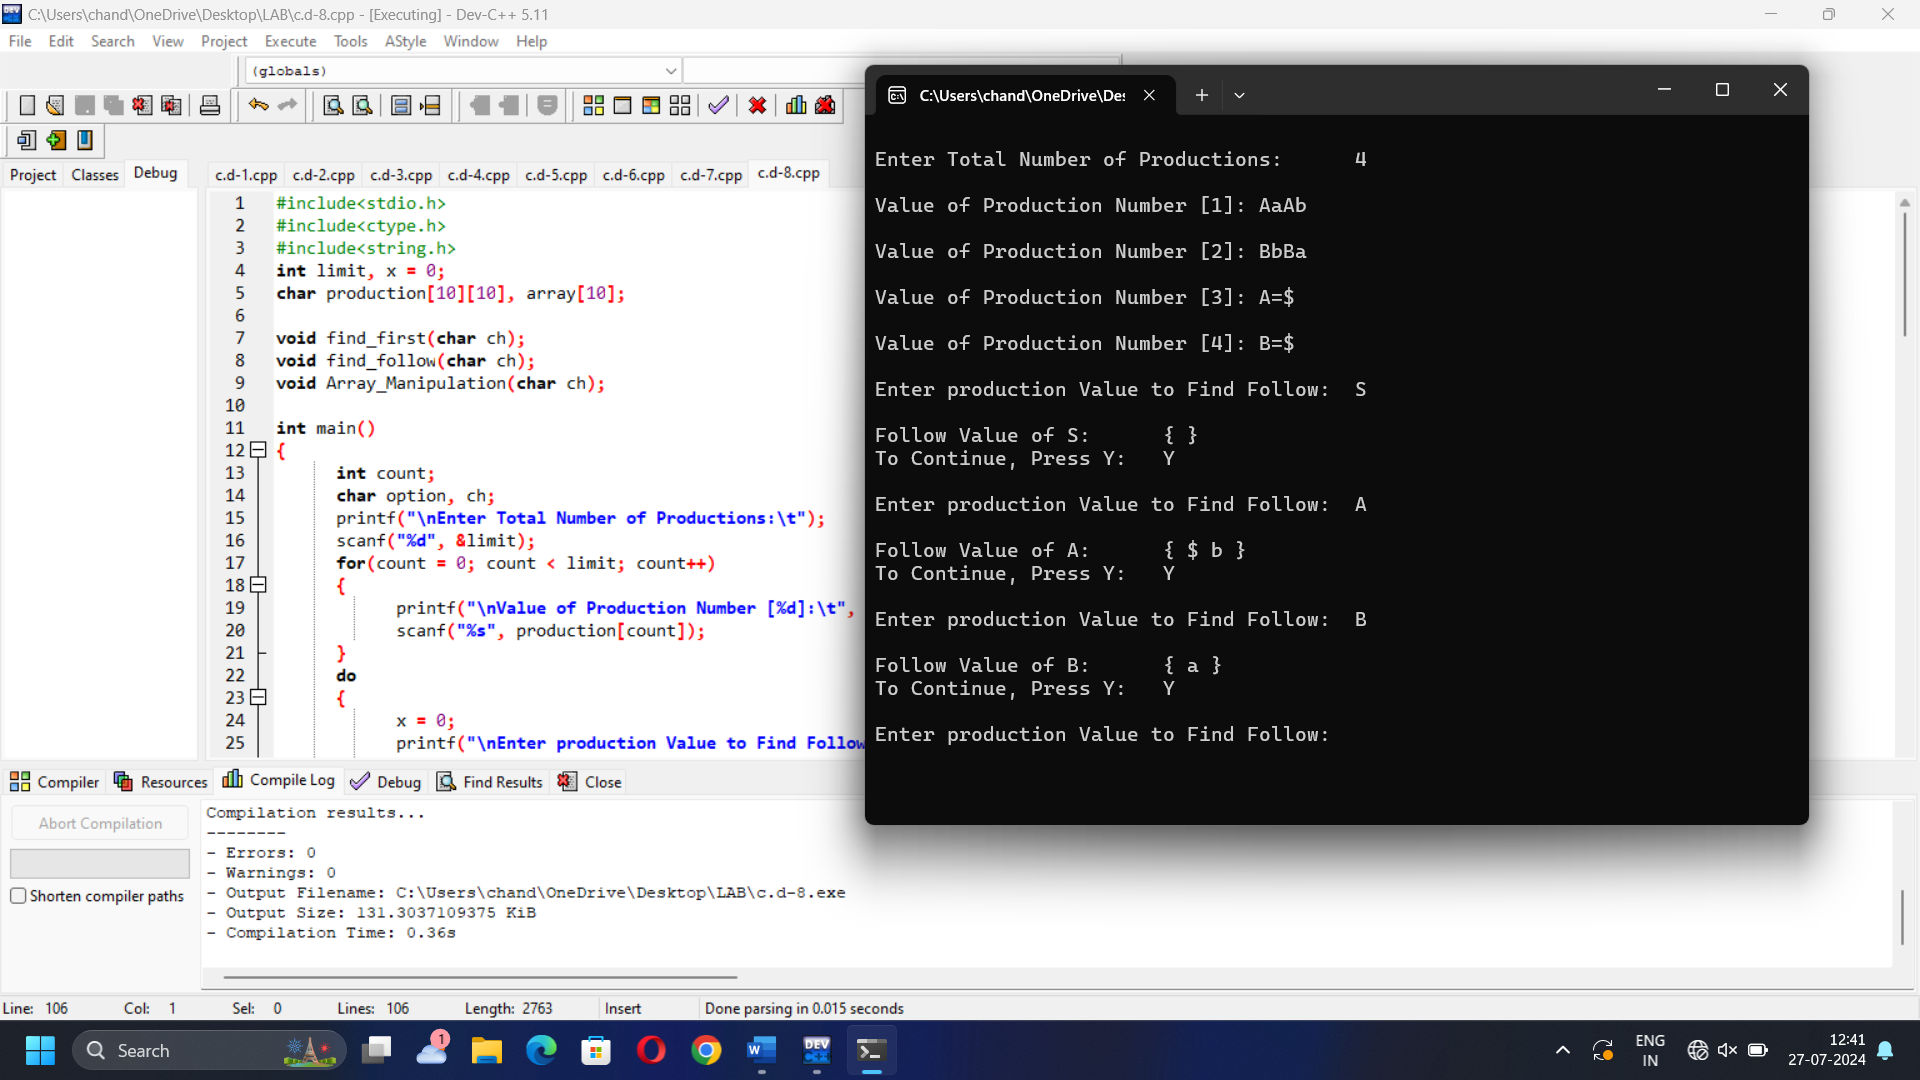 C:\Users\chand\OneDrive\Desktop\LAB\c.d-8.cpp - [Executing] - Dev-C++ 5.11
File Edit Search View Project Execute Tools AStyle Window Help
(globals)
Project Classes Debug
c.d-1.cpp c.d-2.cpp c.d-3.cpp c.d-4.cpp c.d-5.cpp c.d-6.cpp c.d-7.cpp c.d-8.cpp
1 #include<stdio.h>
2 #include<ctype.h>
3 #include<string.h>
4 int limit, x = 0;
5 char production[10][10], array[10];
6
7 void find_first(char ch);
8 void find_follow(char ch);
9 void Array_Manipulation(char ch);
10
11 int main()
12 {
13 int count;
14 char option, ch;
15 printf("\nEnter Total Number of Productions:\t");
16 scanf("%d", &limit);
17 for(count = 0; count < limit; count++)
18 {
19 printf("\nValue of Production Number [%d]:\t",
20 scanf("%s", production[count]);
21 }
22 do
23 {
24 x = 0;
25 printf("\nEnter production Value to Find Follow
C:\Users\chand\OneDrive\Des
Enter Total Number of Productions: 4
Value of Production Number [1]: AaAb
Value of Production Number [2]: BbBa
Value of Production Number [3]: A=$
Value of Production Number [4]: B=$
Enter production Value to Find Follow: S
Follow Value of S: { }
To Continue, Press Y: Y
Enter production Value to Find Follow: A
Follow Value of A: { $ b }
To Continue, Press Y: Y
Enter production Value to Find Follow: B
Follow Value of B: { a }
To Continue, Press Y: Y
Enter production Value to Find Follow:
Compiler Resources Compile Log Debug Find Results Close
Abort Compilation
Shorten compiler paths
Compilation results...
--------
- Errors: 0
- Warnings: 0
- Output Filename: C:\Users\chand\OneDrive\Desktop\LAB\c.d-8.exe
- Output Size: 131.3037109375 KiB
- Compilation Time: 0.36s
Line: 106 Col: 1 Sel: 0 Lines: 106 Length: 2763 Insert Done parsing in 0.015 seconds
Search
1
DEV C++
ENG
IN
12:41
27-07-2024